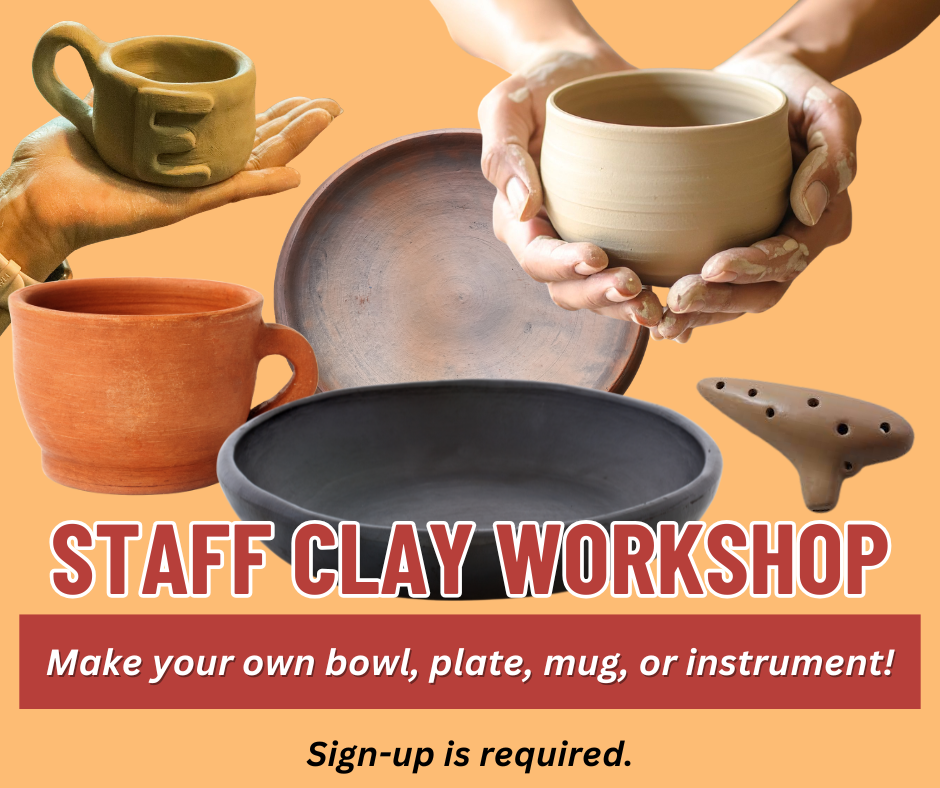 E
STAFF CLAY WORKSHOP
Make your own bowl, plate, mug, or instrument!
Sign-up is required.